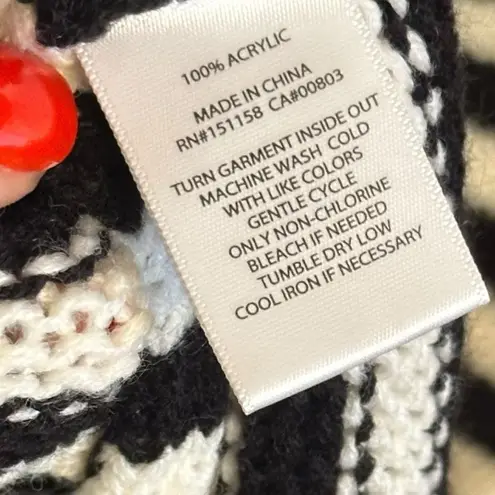 100% ACRYLIC
MADE IN CHINA
RN#151158 CA#00803
TURN GARMENT INSIDE OUT
MACHINE WASH COLD
WITH LIKE COLORS
GENTLE CYCLE
ONLY NON-CHLORINE
BLEACH IF NEEDED
TUMBLE DRY LOW
COOL IRON IF NECESSARY